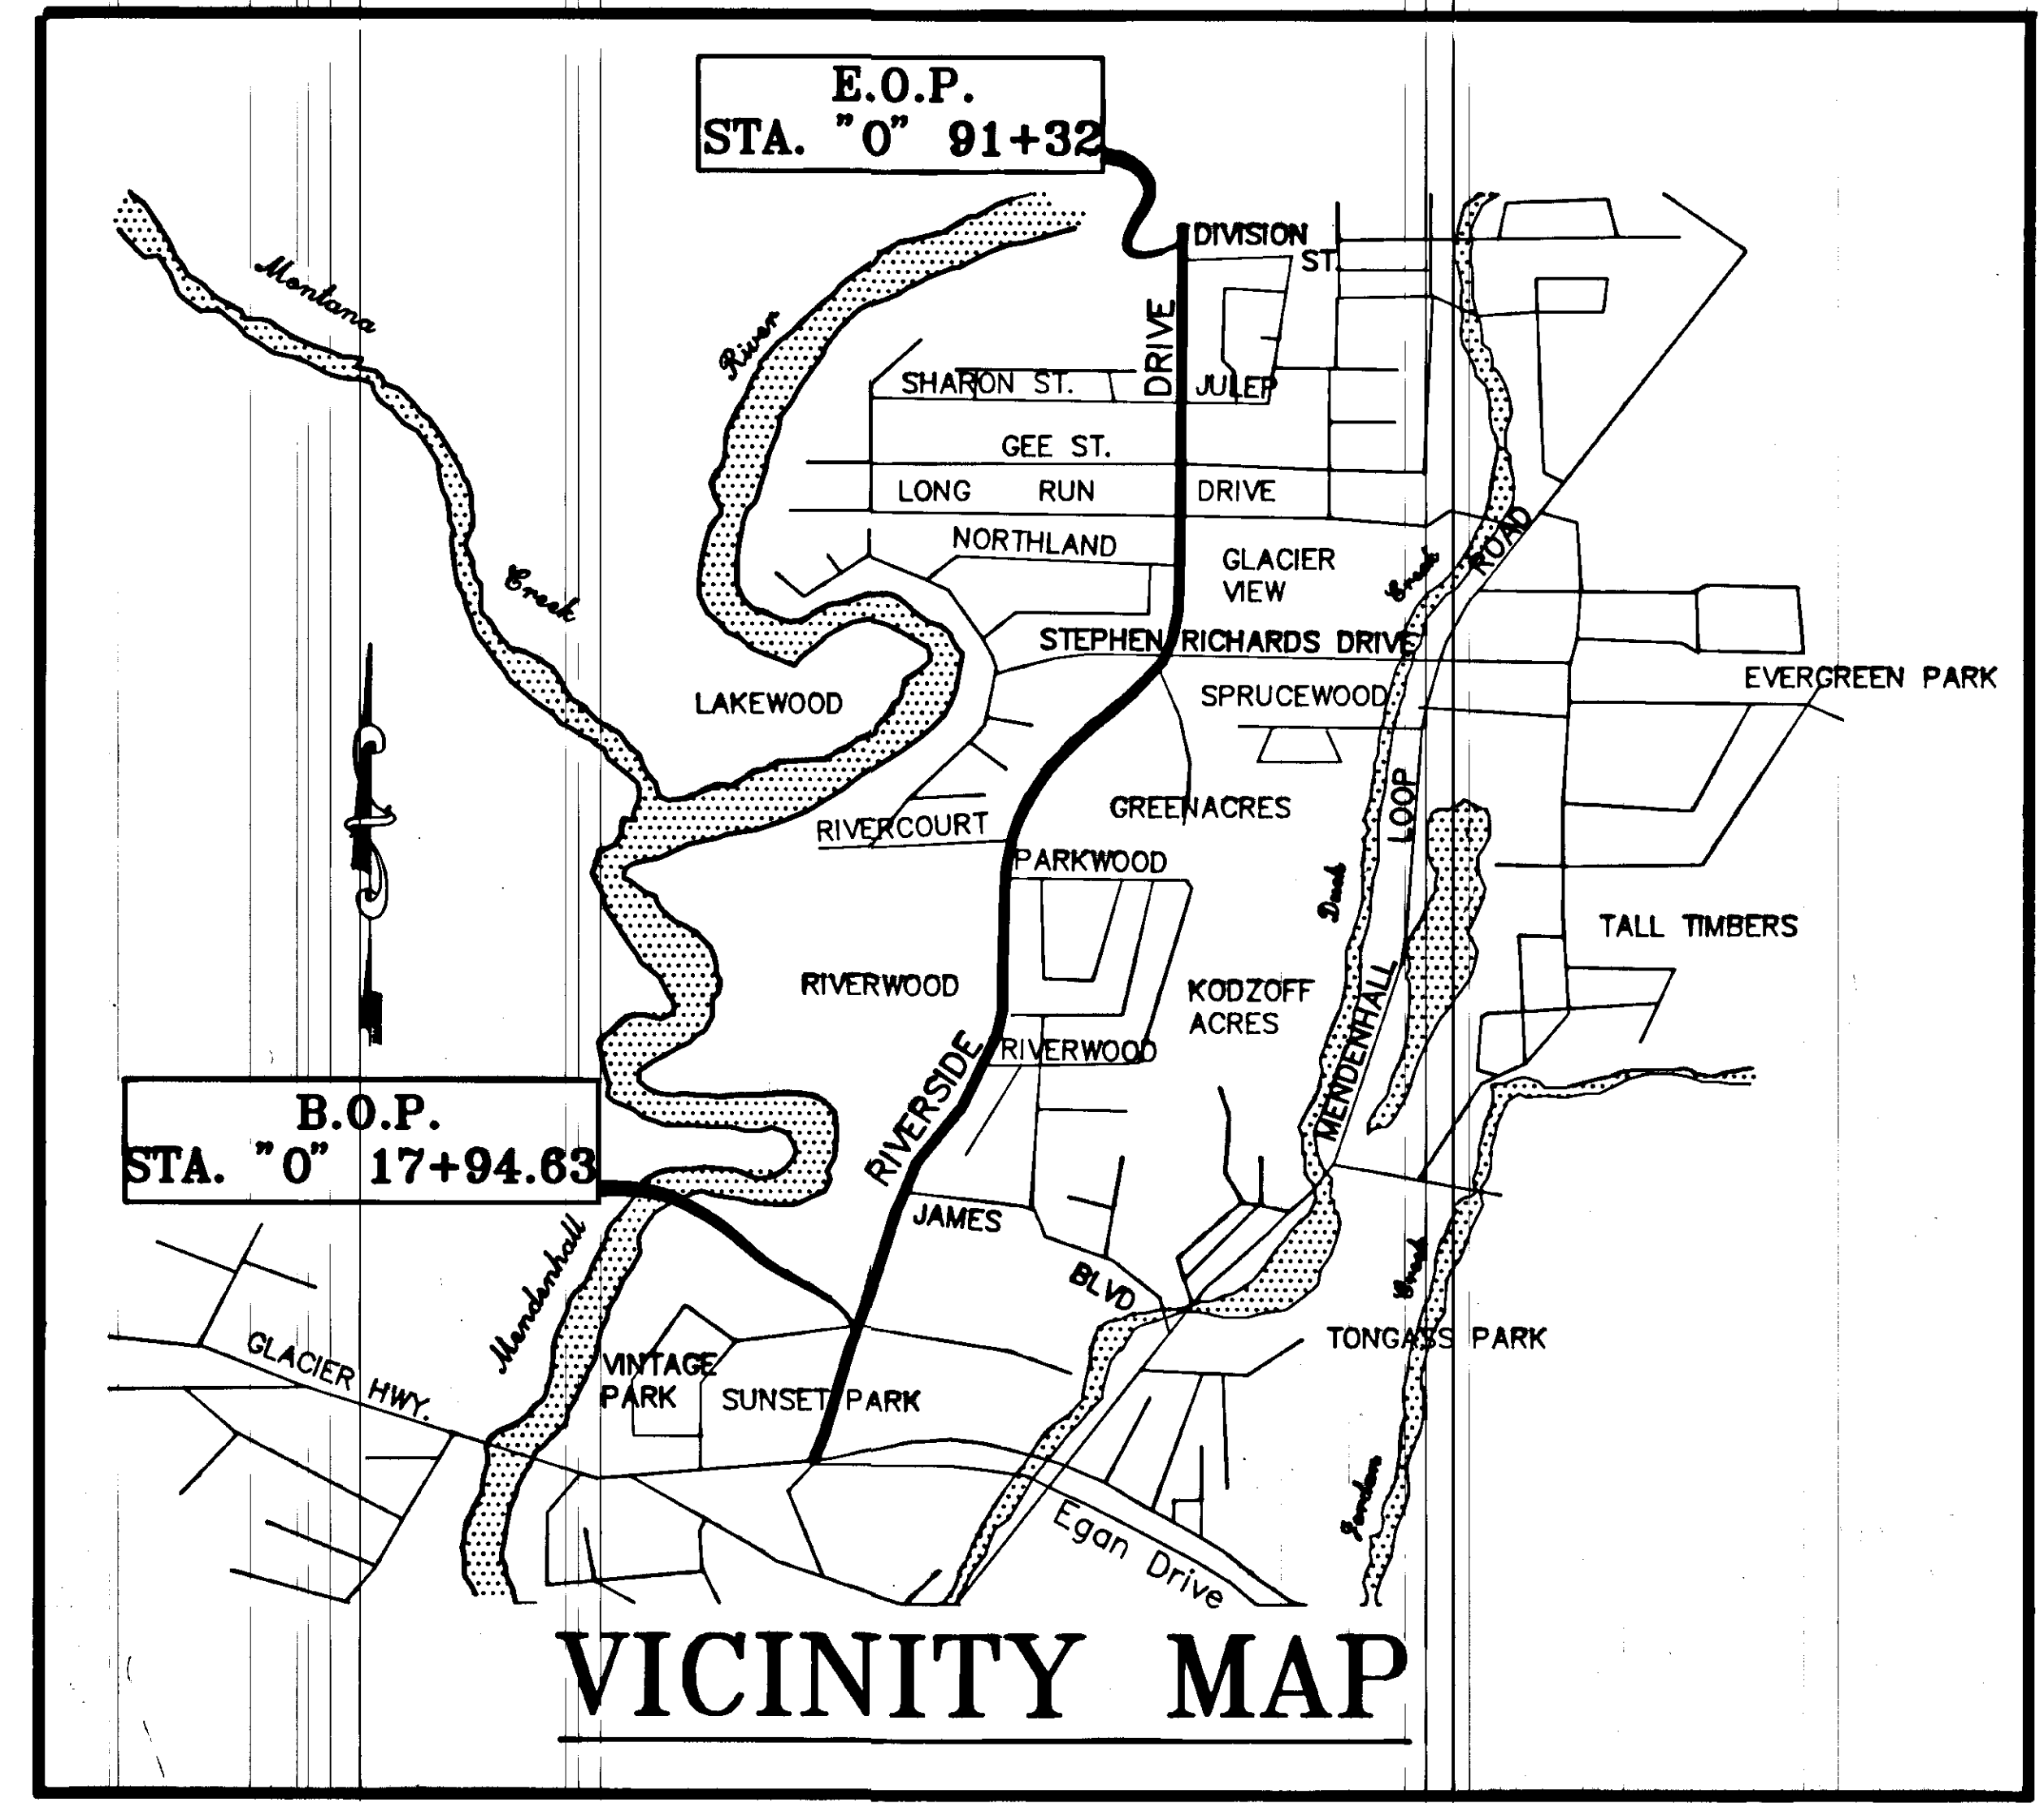 E.O.P.
STA. "O" 91+32
DIVISION
ST.
Montana
River
DRIVE
SHARON ST.
JULEP
GEE ST.
LONG RUN DRIVE
NORTHLAND
GLACIER
VIEW
Creek
ROAD
Creek
STEPHEN RICHARDS DRIVE
EVERGREEN PARK
SPRUCEWOOD
LAKEWOOD
LOOP
GREENACRES
RIVERCOURT
PARKWOOD
Duck
TALL TIMBERS
RIVERWOOD
KODZOFF
ACRES
MENDENHALL
RIVERWOOD
RIVERSIDE
B.O.P.
STA. "O" 17+94.63
JAMES
BLVD
Mendenhall
Creek
TONGASS PARK
GLACIER HWY.
VINTAGE
PARK
SUNSET PARK
Jordan
Egan Drive
VICINITY MAP